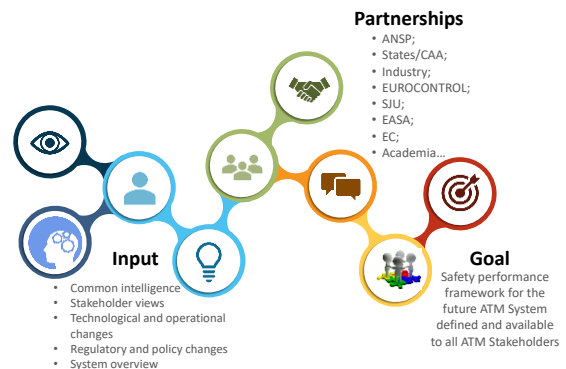 Partnerships
• ANSP;
• States/CAA;
• Industry;
• EUROCONTROL;
• SJU;
• EASA;
• EC;
• Academia…
Input
• Common intelligence
• Stakeholder views
• Technological and operational
changes
• Regulatory and policy changes
• System overview
Goal
Safety performance
framework for the
future ATM System
defined and available
to all ATM Stakeholders